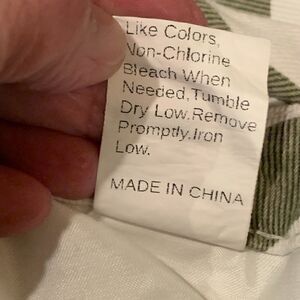 Like Colors,
Non-Chlorine
Bleach When
Needed,Tumble
Dry Low.Remove
Promptly.Iron
Low.
MADE IN CHINA